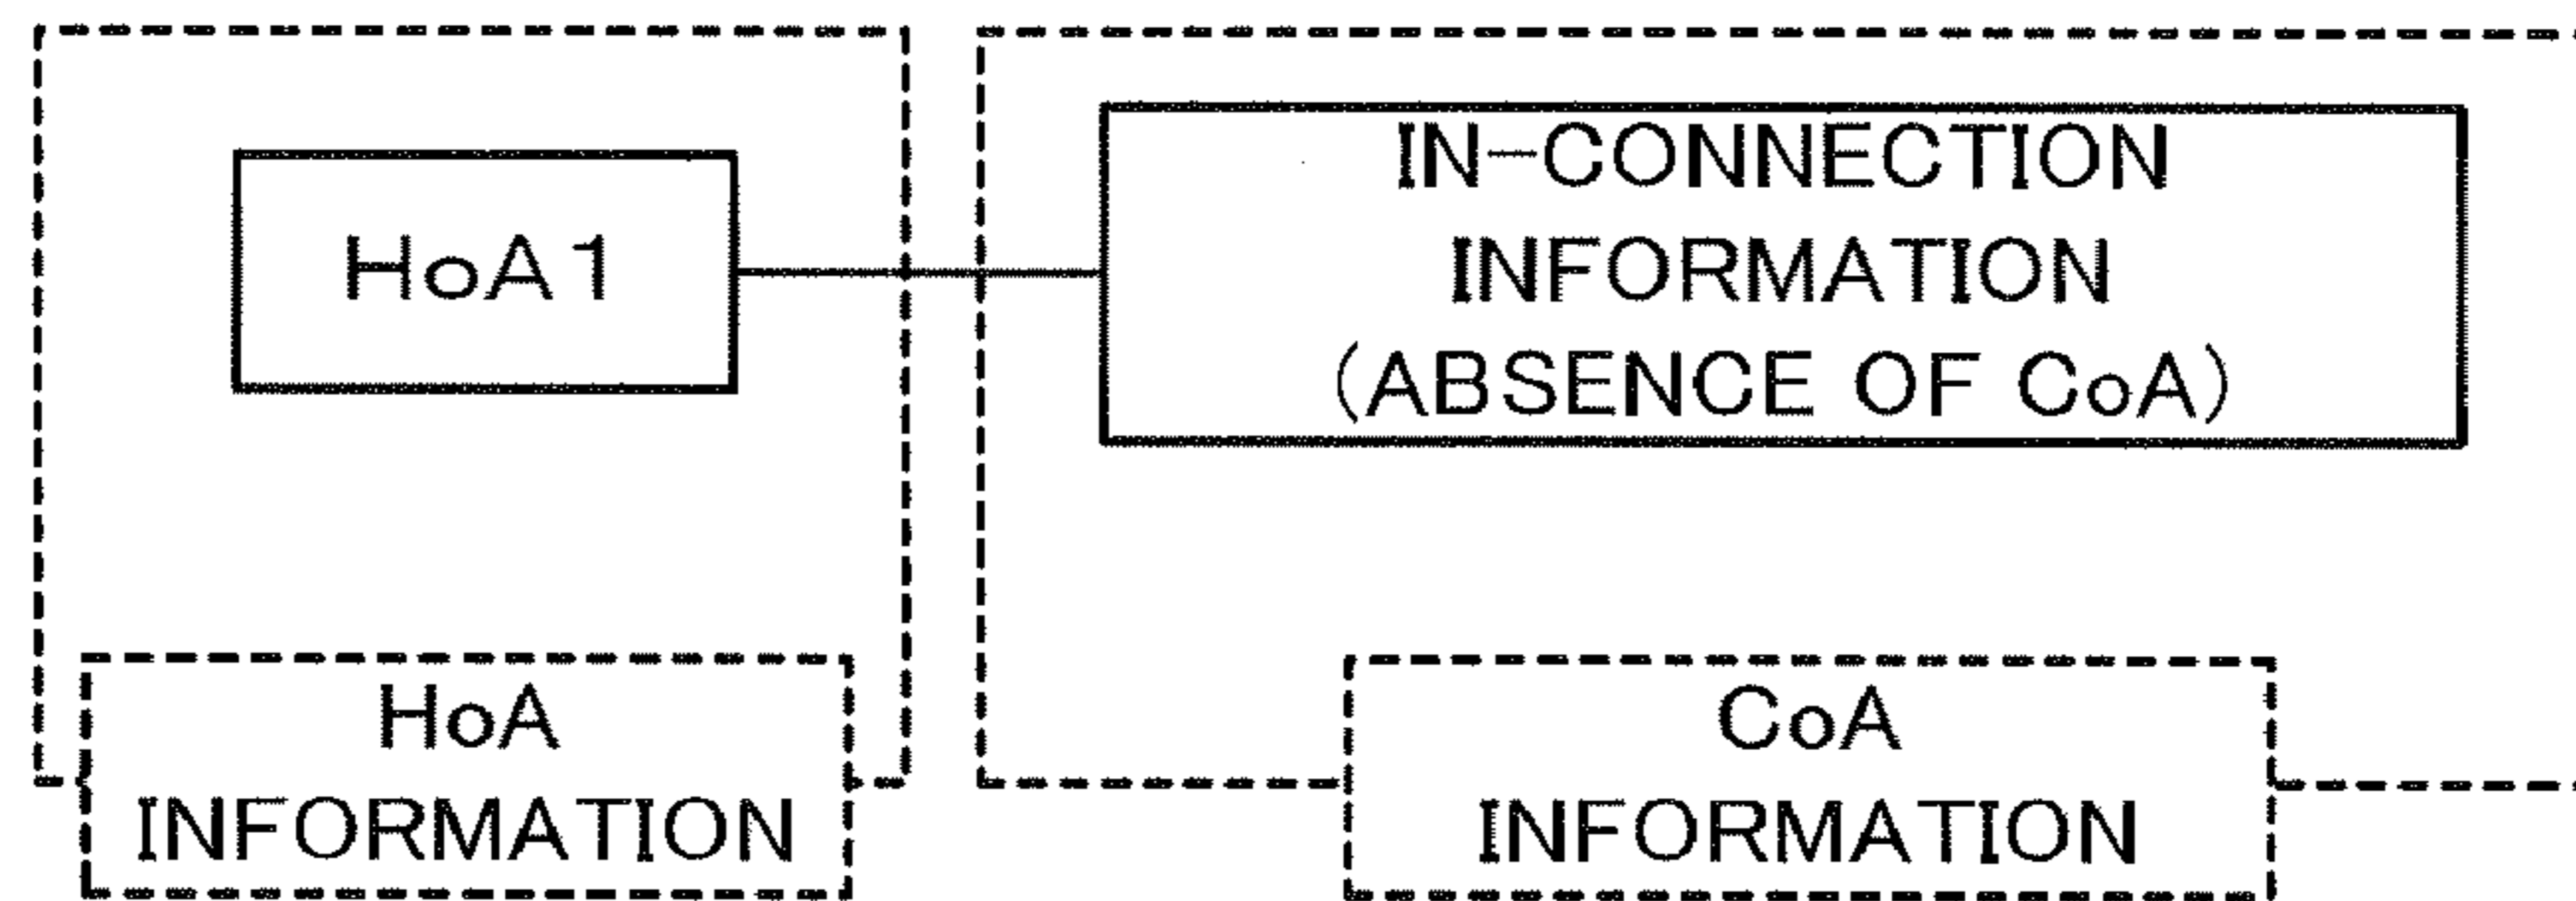 HoA1
IN-CONNECTION
INFORMATION
(ABSENCE OF CoA)
HoA
INFORMATION
CoA
INFORMATION